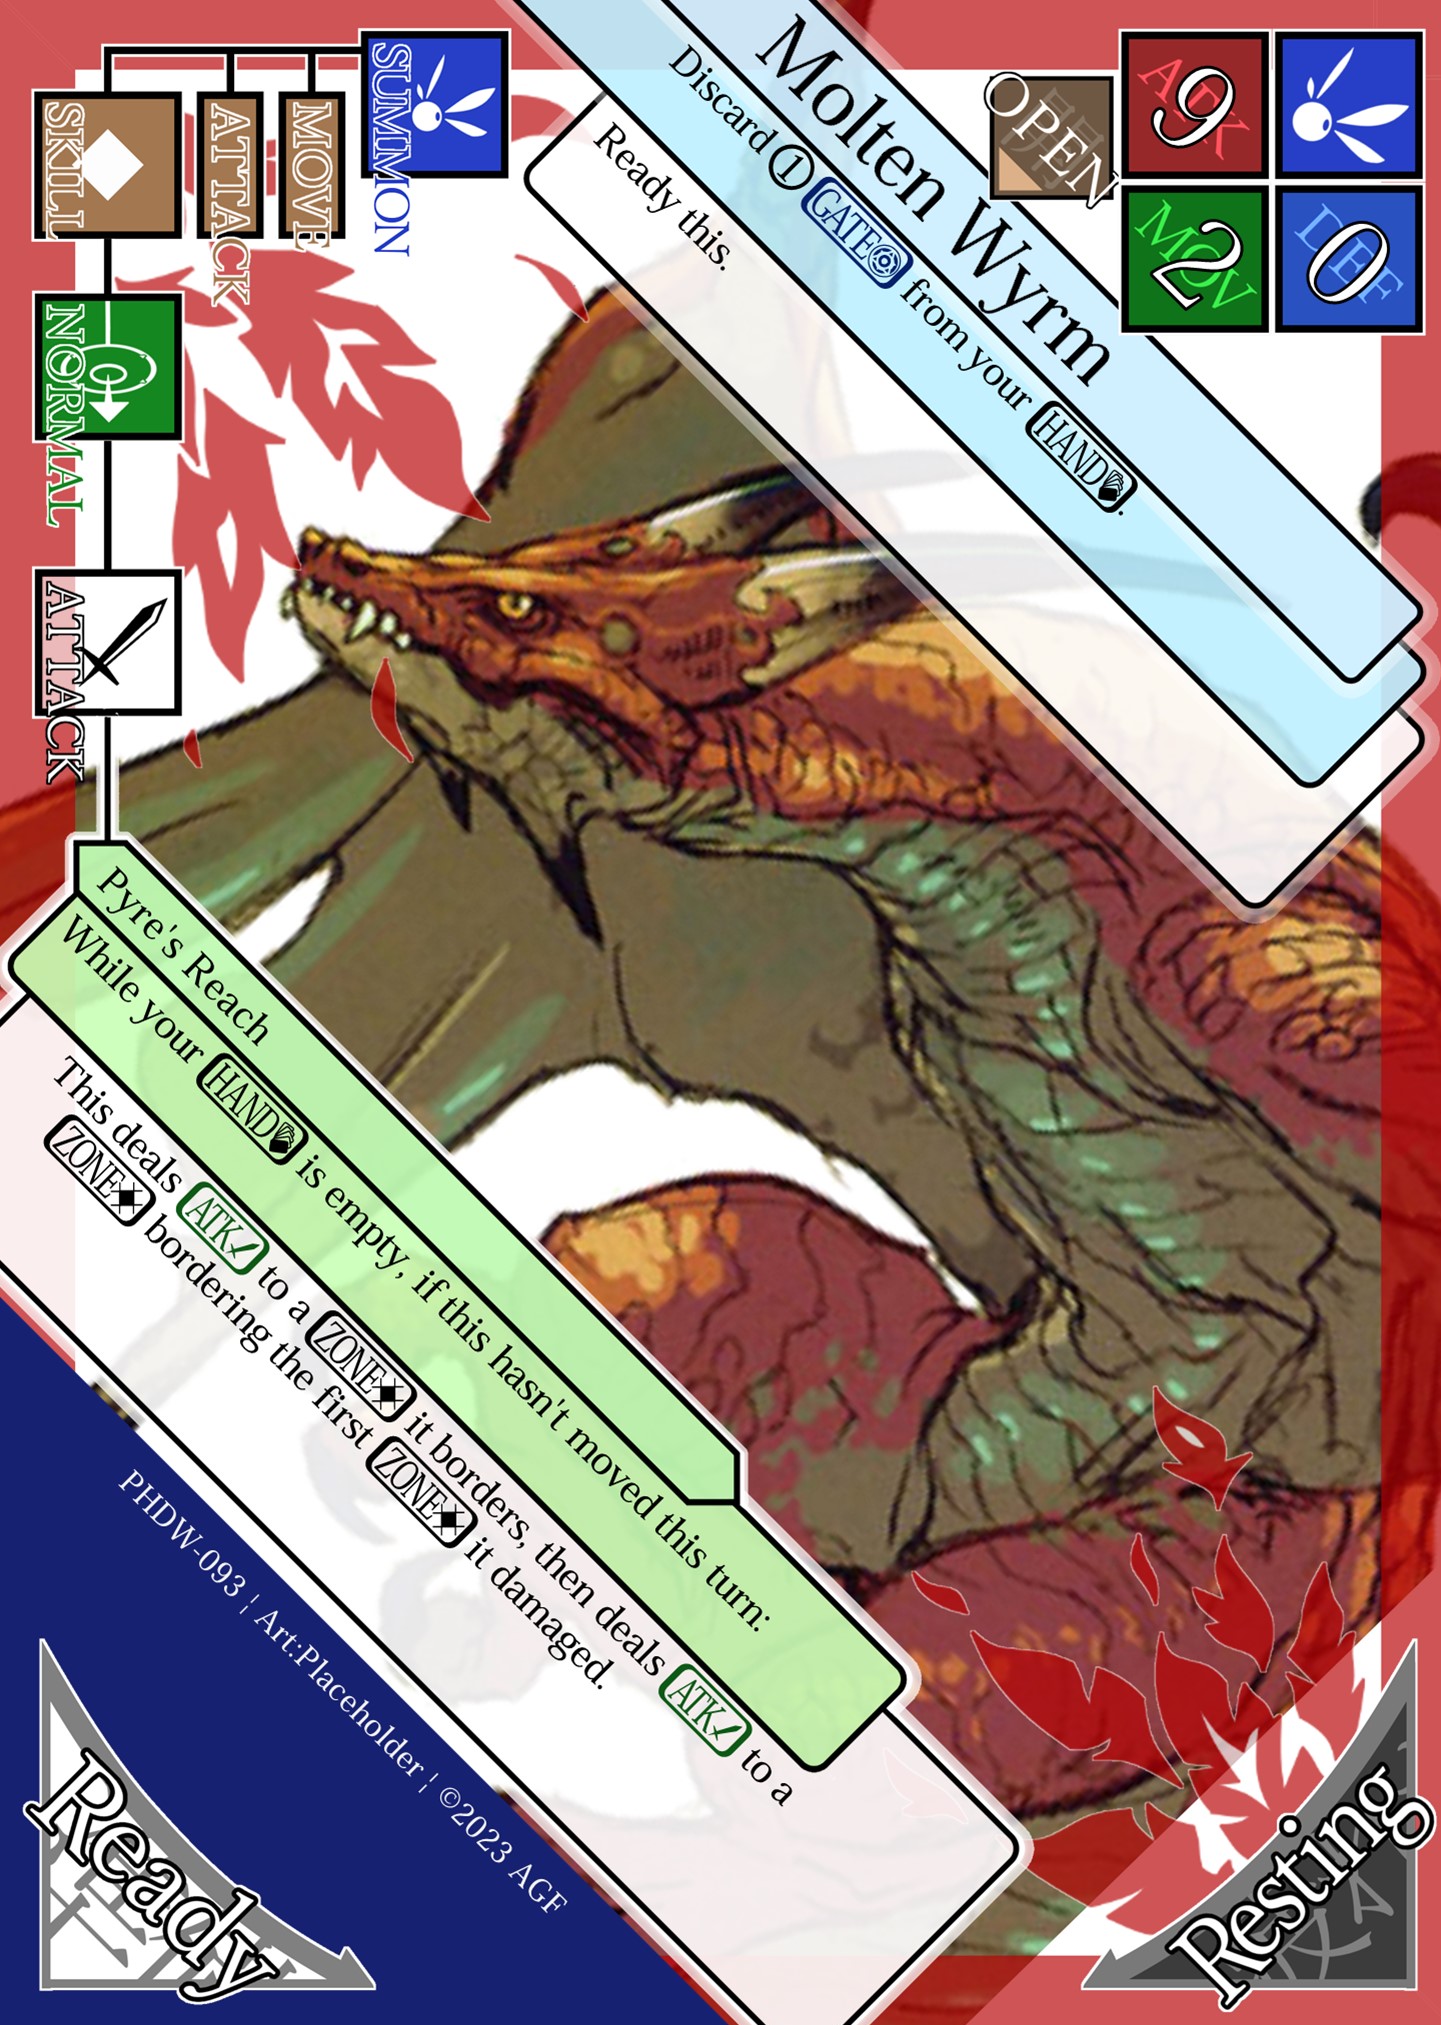 Molten Wyrm
Discard 1 GATE from your HAND.
Ready this.
OPEN
ATK 9
MOV 2
DEF 0
SUMMON
MOVE
ATTACK
SKILL
NORMAL
ATTACK
Pyre's Reach
While your HAND is empty, if this hasn't moved this turn:
This deals ATK to a ZONE it borders, then deals ATK to a
ZONE bordering the first ZONE it damaged.
PHDW-093 ¦ Art:Placeholder ¦ ©2023 AGF
Ready
Resting